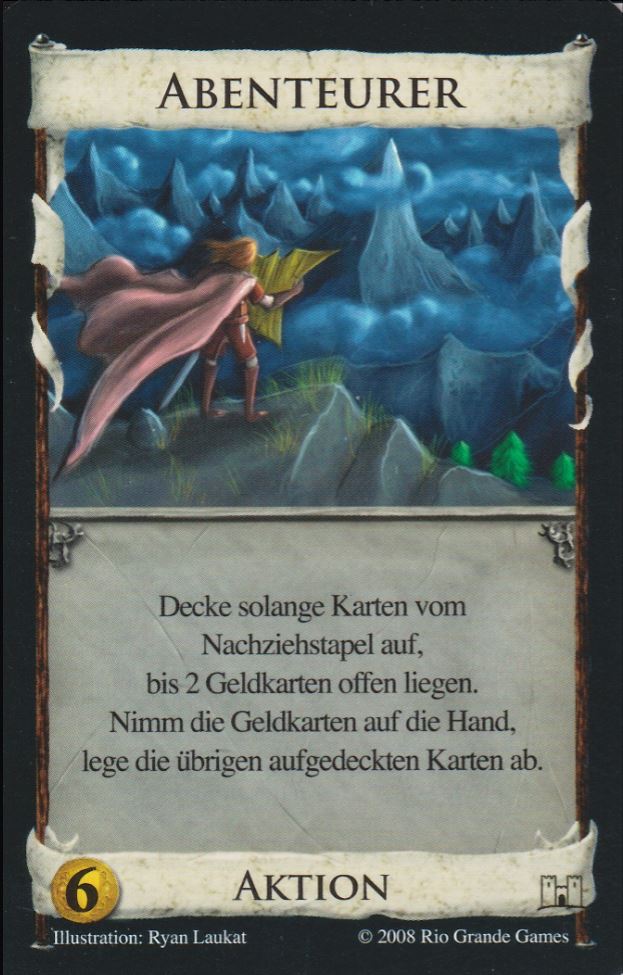 ABENTEURER
Decke solange Karten vom
Nachziehstapel auf,
bis 2 Geldkarten offen liegen.
Nimm die Geldkarten auf die Hand,
lege die übrigen aufgedeckten Karten ab.
6
AKTION
Illustration: Ryan Laukat
© 2008 Rio Grande Games